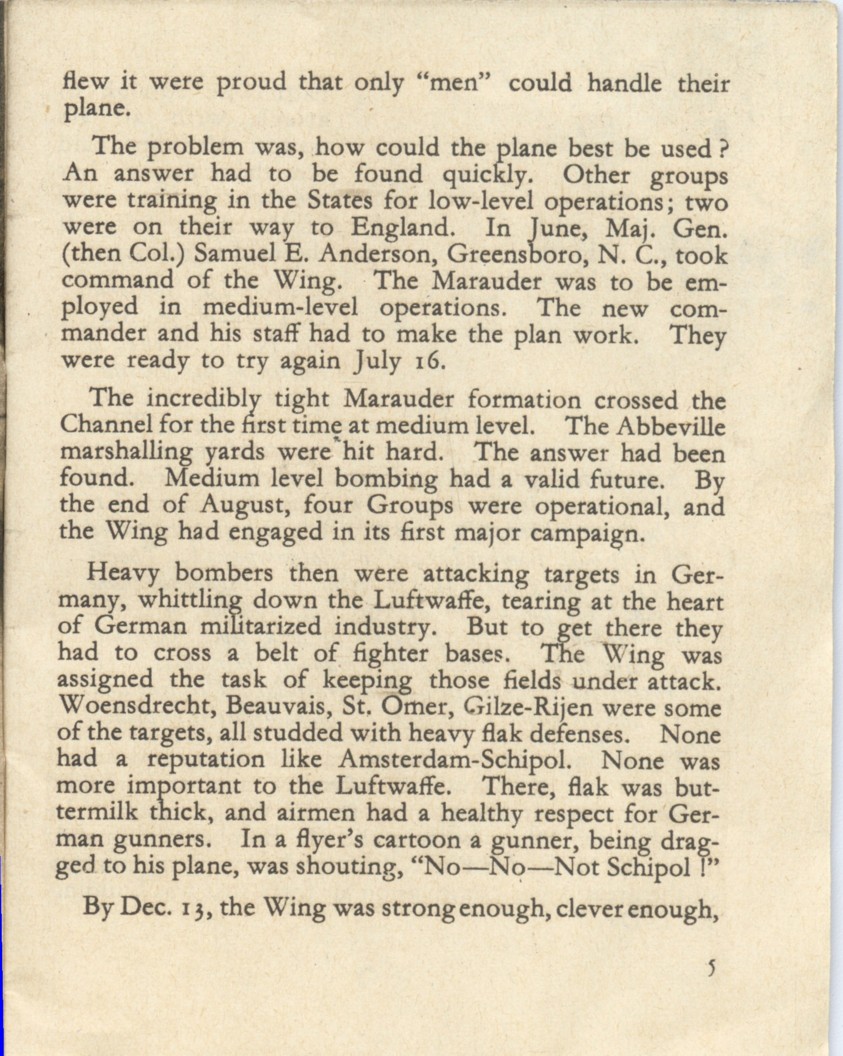 flew it were proud that only “men” could handle their
plane.
The problem was, how could the plane best be used ?
An answer had to be found quickly. Other groups
were training in the States for low-level operations; two
were on their way to England. In June, Maj. Gen.
(then Col.) Samuel E. Anderson, Greensboro, N. C., took
command of the Wing. The Marauder was to be em-
ployed in medium-level operations. The new com-
mander and his staff had to make the plan work. They
were ready to try again July 16.
The incredibly tight Marauder formation crossed the
Channel for the first time at medium level. The Abbeville
marshalling yards were hit hard. The answer had been
found. Medium level bombing had a valid future. By
the end of August, four Groups were operational, and
the Wing had engaged in its first major campaign.
Heavy bombers then were attacking targets in Ger-
many, whittling down the Luftwaffe, tearing at the heart
of German militarized industry. But to get there they
had to cross a belt of fighter bases. The Wing was
assigned the task of keeping those fields under attack.
Woensdrecht, Beauvais, St. Omer, Gilze-Rijen were some
of the targets, all studded with heavy flak defenses. None
had a reputation like Amsterdam-Schipol. None was
more important to the Luftwaffe. There, flak was but-
termilk thick, and airmen had a healthy respect for Ger-
man gunners. In a flyer’s cartoon a gunner, being drag-
ged to his plane, was shouting, “No—No—Not Schipol !”
By Dec. 13, the Wing was strong enough, clever enough,
5